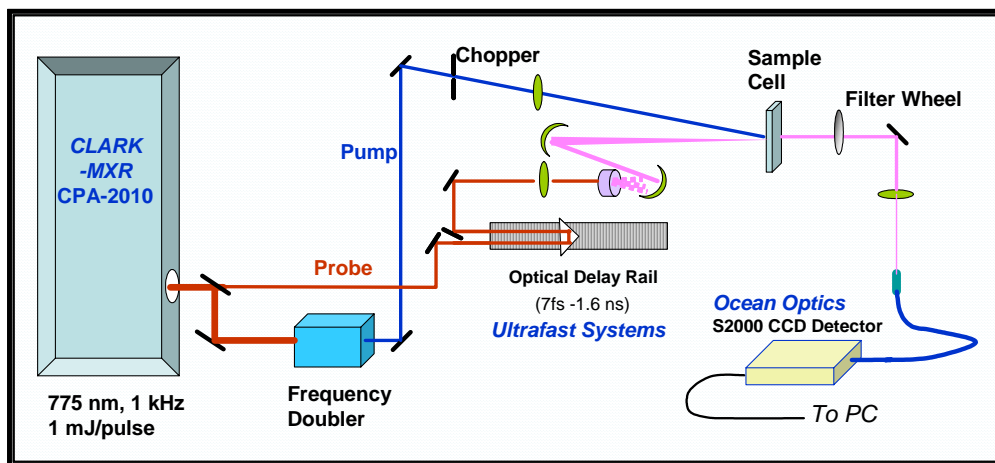 CLARK
-MXR
CPA-2010
775 nm, 1 kHz
1 mJ/pulse
Chopper
Pump
Probe
Frequency
Doubler
Optical Delay Rail
(7fs -1.6 ns)
Ultrafast Systems
Sample
Cell
Filter Wheel
Ocean Optics
S2000 CCD Detector
To PC